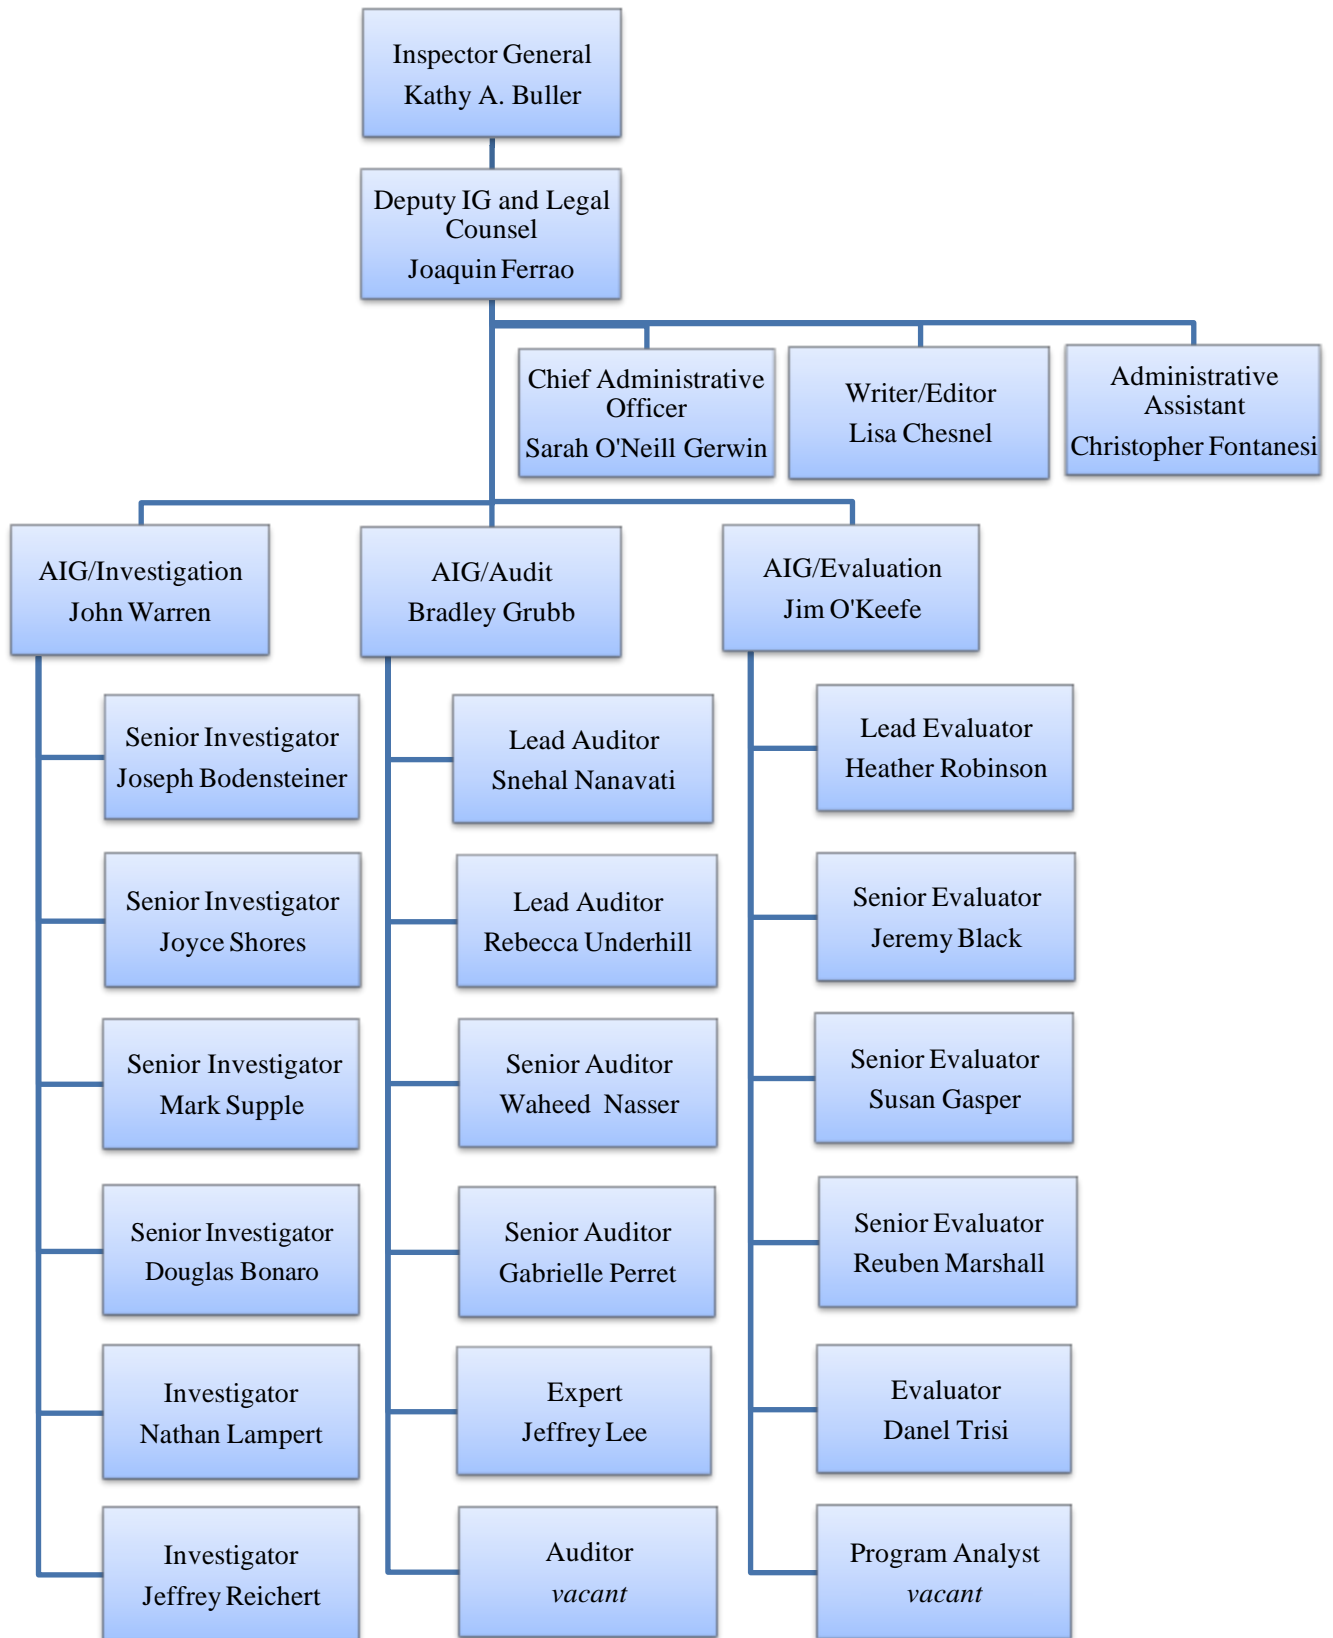 Inspector General
Kathy A. Buller
Deputy IG and Legal
Counsel
Joaquin Ferrao
Chief Administrative
Officer
Sarah O'Neill Gerwin
Writer/Editor
Lisa Chesnel
Administrative
Assistant
Christopher Fontanesi
AIG/Investigation
John Warren
Senior Investigator
Joseph Bodensteiner
Senior Investigator
Joyce Shores
Senior Investigator
Mark Supple
Senior Investigator
Douglas Bonaro
Investigator
Nathan Lampert
Investigator
Jeffrey Reichert
AIG/Audit
Bradley Grubb
Lead Auditor
Snehal Nanavati
Lead Auditor
Rebecca Underhill
Senior Auditor
Waheed Nasser
Senior Auditor
Gabrielle Perret
Expert
Jeffrey Lee
Auditor
vacant
AIG/Evaluation
Jim O'Keefe
Lead Evaluator
Heather Robinson
Senior Evaluator
Jeremy Black
Senior Evaluator
Susan Gasper
Senior Evaluator
Reuben Marshall
Evaluator
Danel Trisi
Program Analyst
vacant